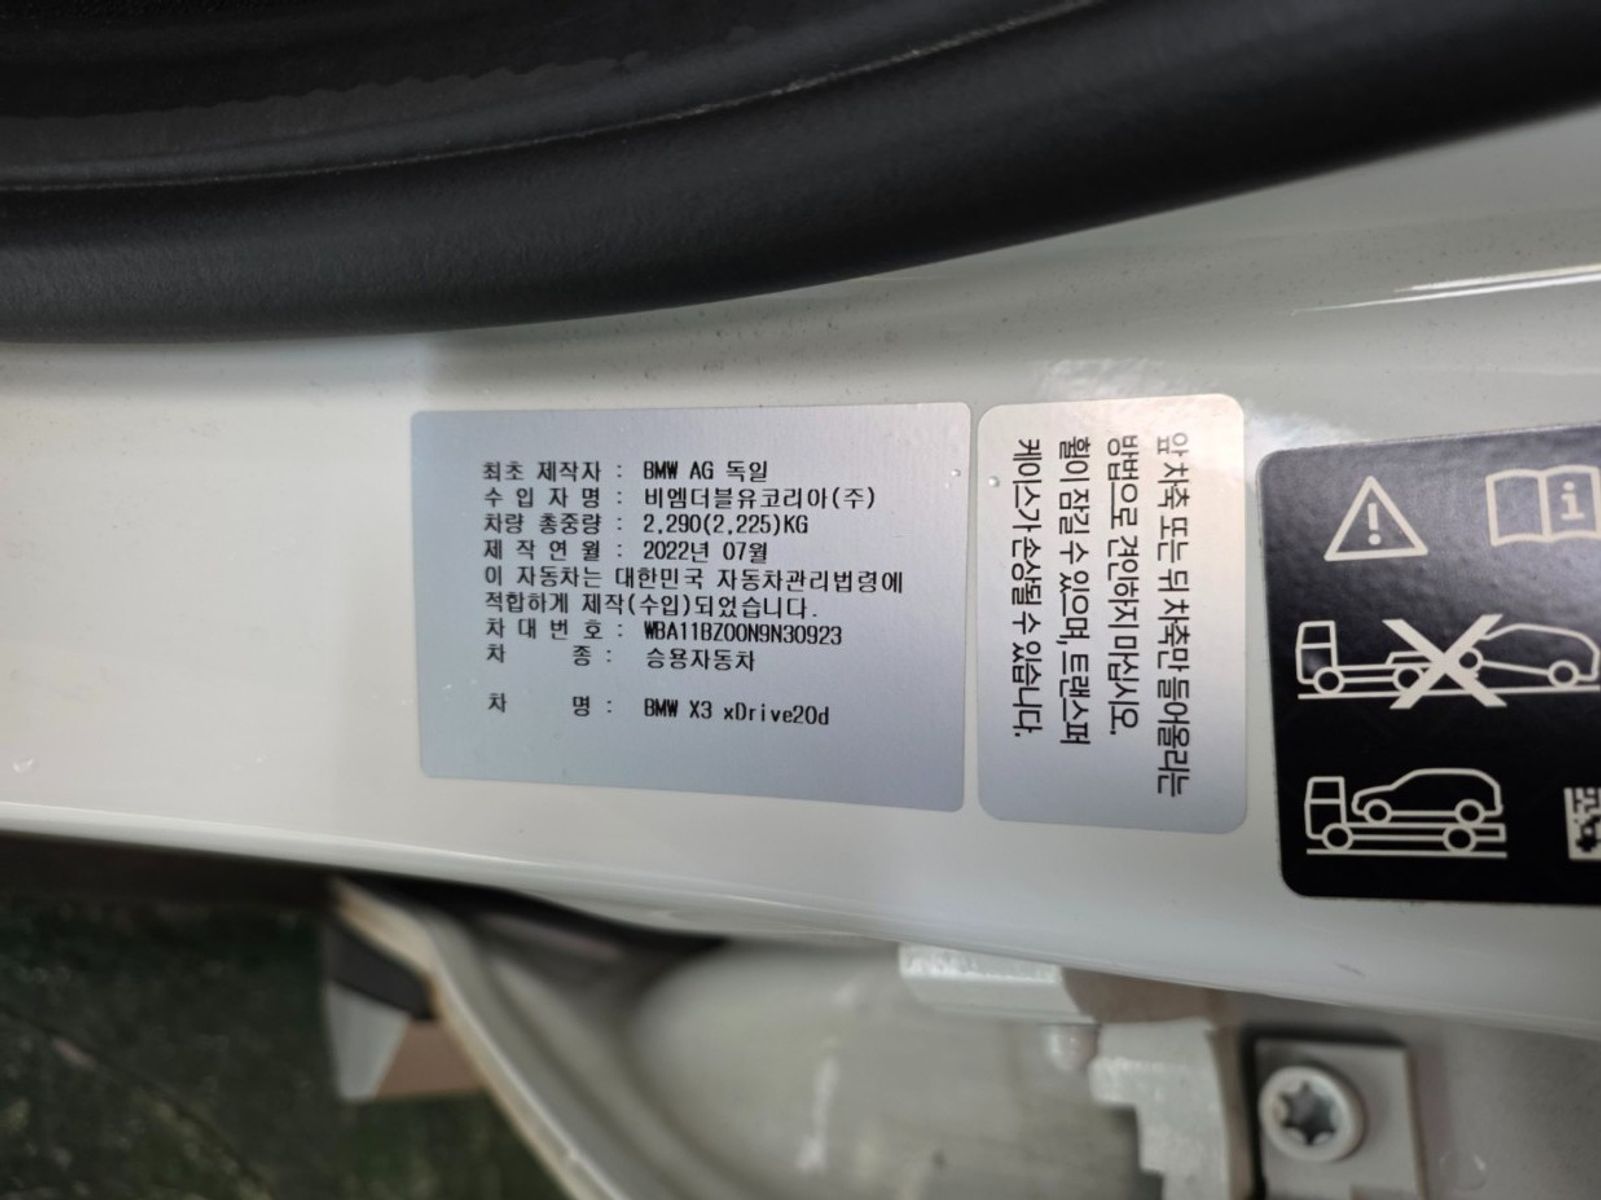 최초 제작자 : BMW AG 독일
수 입 자 명 : 비엠더블유코리아(주)
차량 총중량 : 2,290(2,225)KG
제 작 연 월 : 2022년 07월
이 자동차는 대한민국 자동차관리법령에
적합하게 제작(수입)되었습니다.
차 대 번 호 : WBA11BZ00N9N30923
차 종 : 승용자동차
차 명 : BMW X3 xDrive20d
앞 차축 또는 뒤 차축만 들어올리는
방법으로 견인하지 마십시오.
휠이 잠길 수 있으며, 트랜스퍼
케이스가 손상될 수 있습니다.